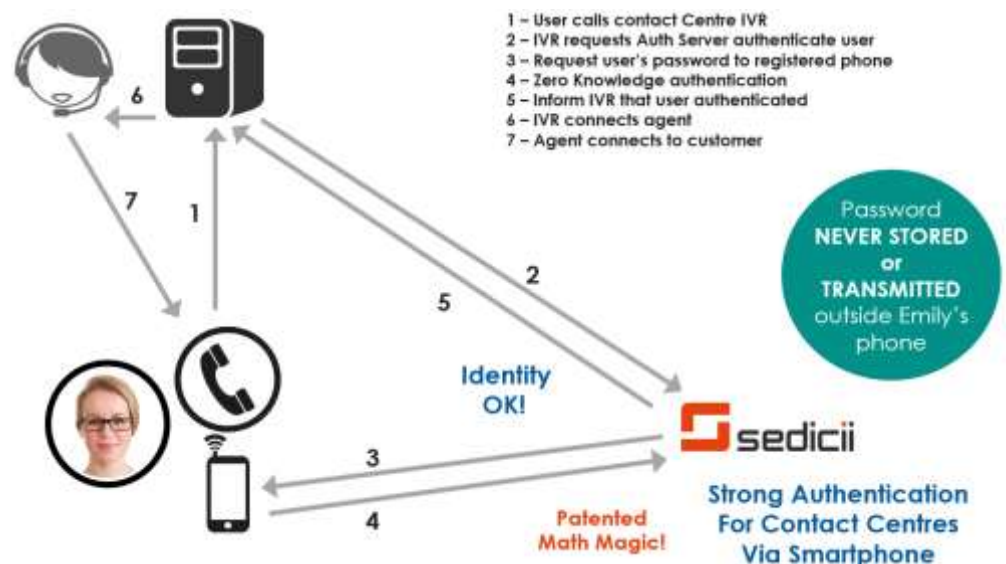 1 – User calls contact Centre IVR
2 – IVR requests Auth Server authenticate user
3 – Request user's password to registered phone
4 – Zero Knowledge authentication
5 – Inform IVR that user authenticated
6 – IVR connects agent
7 – Agent connects to customer
6
7
1
2
5
Password
NEVER STORED
or
TRANSMITTED
outside Emily's
phone
Identity
OK!
sedicii
3
4
Patented
Math Magic!
Strong Authentication
For Contact Centres
Via Smartphone